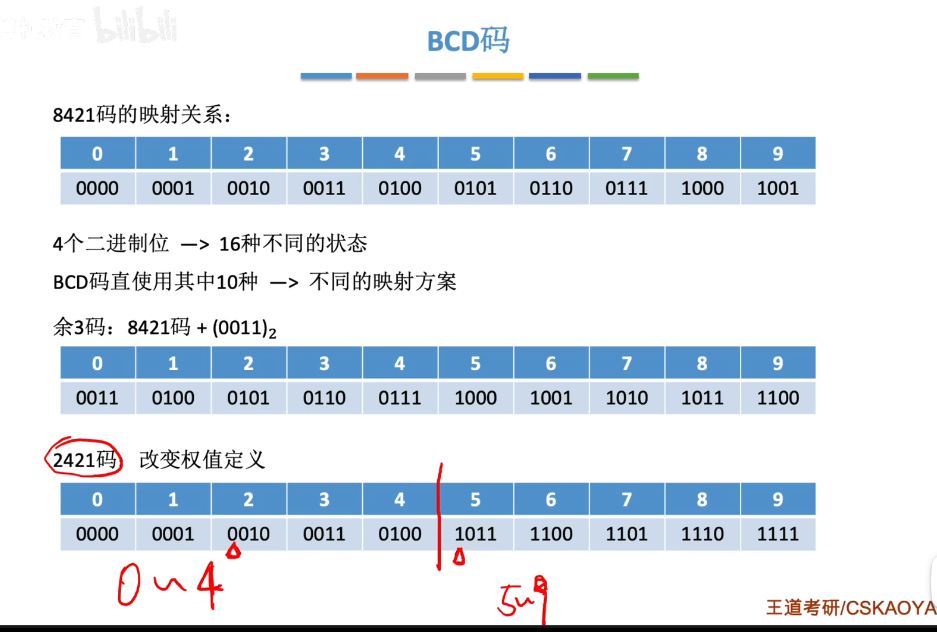 bilibili
BCD码
8421码的映射关系：
0 1 2 3 4 5 6 7 8 9
0000 0001 0010 0011 0100 0101 0110 0111 1000 1001
4个二进制位 —> 16种不同的状态
BCD码直使用其中10种 —> 不同的映射方案
余3码：8421码 + (0011)₂
0 1 2 3 4 5 6 7 8 9
0011 0100 0101 0110 0111 1000 1001 1010 1011 1100
2421码 改变权值定义
0 1 2 3 4 5 6 7 8 9
0000 0001 0010 0011 0100 1011 1100 1101 1110 1111
0~4
5~9
王道考研/CSKAOYA